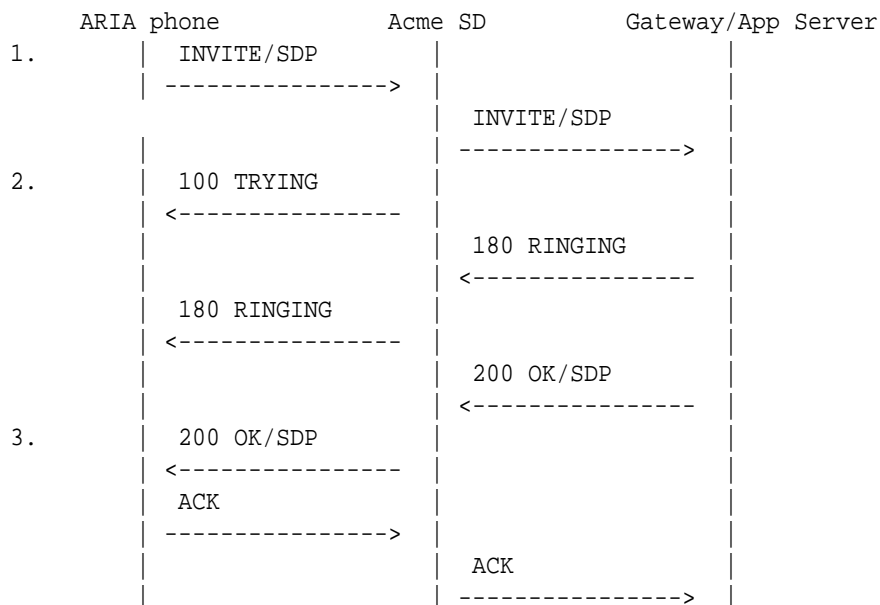 ARIA phone Acme SD Gateway/App Server
1. | INVITE/SDP | |
| ----------------> | |
| INVITE/SDP |
| | ----------------> |
2. | 100 TRYING | |
| <---------------- | |
| | 180 RINGING |
| | <---------------- |
| 180 RINGING | |
| <---------------- | |
| | 200 OK/SDP |
| | <---------------- |
3. | 200 OK/SDP | |
| <---------------- | |
| ACK | |
| ----------------> | |
| | ACK |
| | ----------------> |